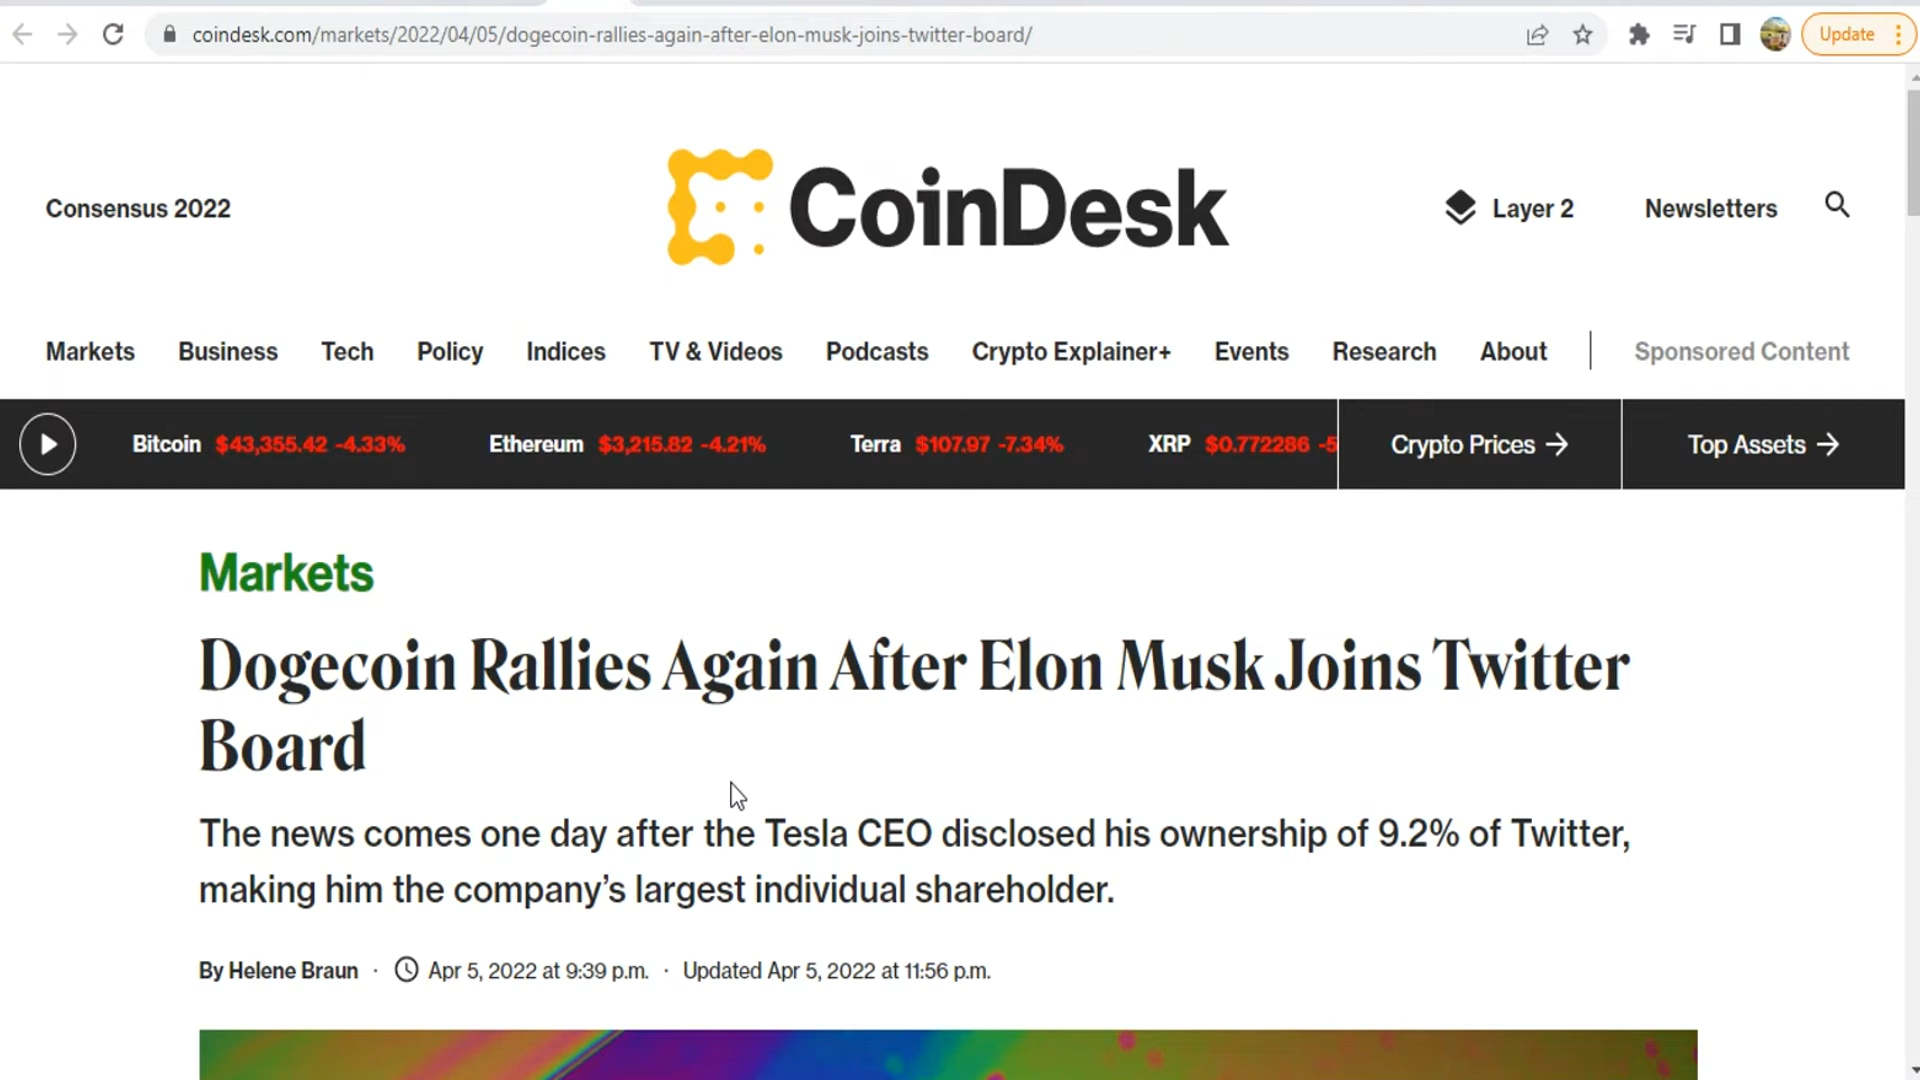 coindesk.com/markets/2022/04/05/dogecoin-rallies-again-after-elon-musk-joins-twitter-board/
Update
Consensus 2022
CoinDesk
Layer 2
Newsletters
Markets Business Tech Policy Indices TV & Videos Podcasts Crypto Explainer+ Events Research About Sponsored Content
Bitcoin $43,355.42 -4.33% Ethereum $3,215.82 -4.21% Terra $107.97 -7.34% XRP $0.772286 -5 Crypto Prices → Top Assets →
Markets
Dogecoin Rallies Again After Elon Musk Joins Twitter
Board
The news comes one day after the Tesla CEO disclosed his ownership of 9.2% of Twitter,
making him the company’s largest individual shareholder.
By Helene Braun · Apr 5, 2022 at 9:39 p.m. · Updated Apr 5, 2022 at 11:56 p.m.